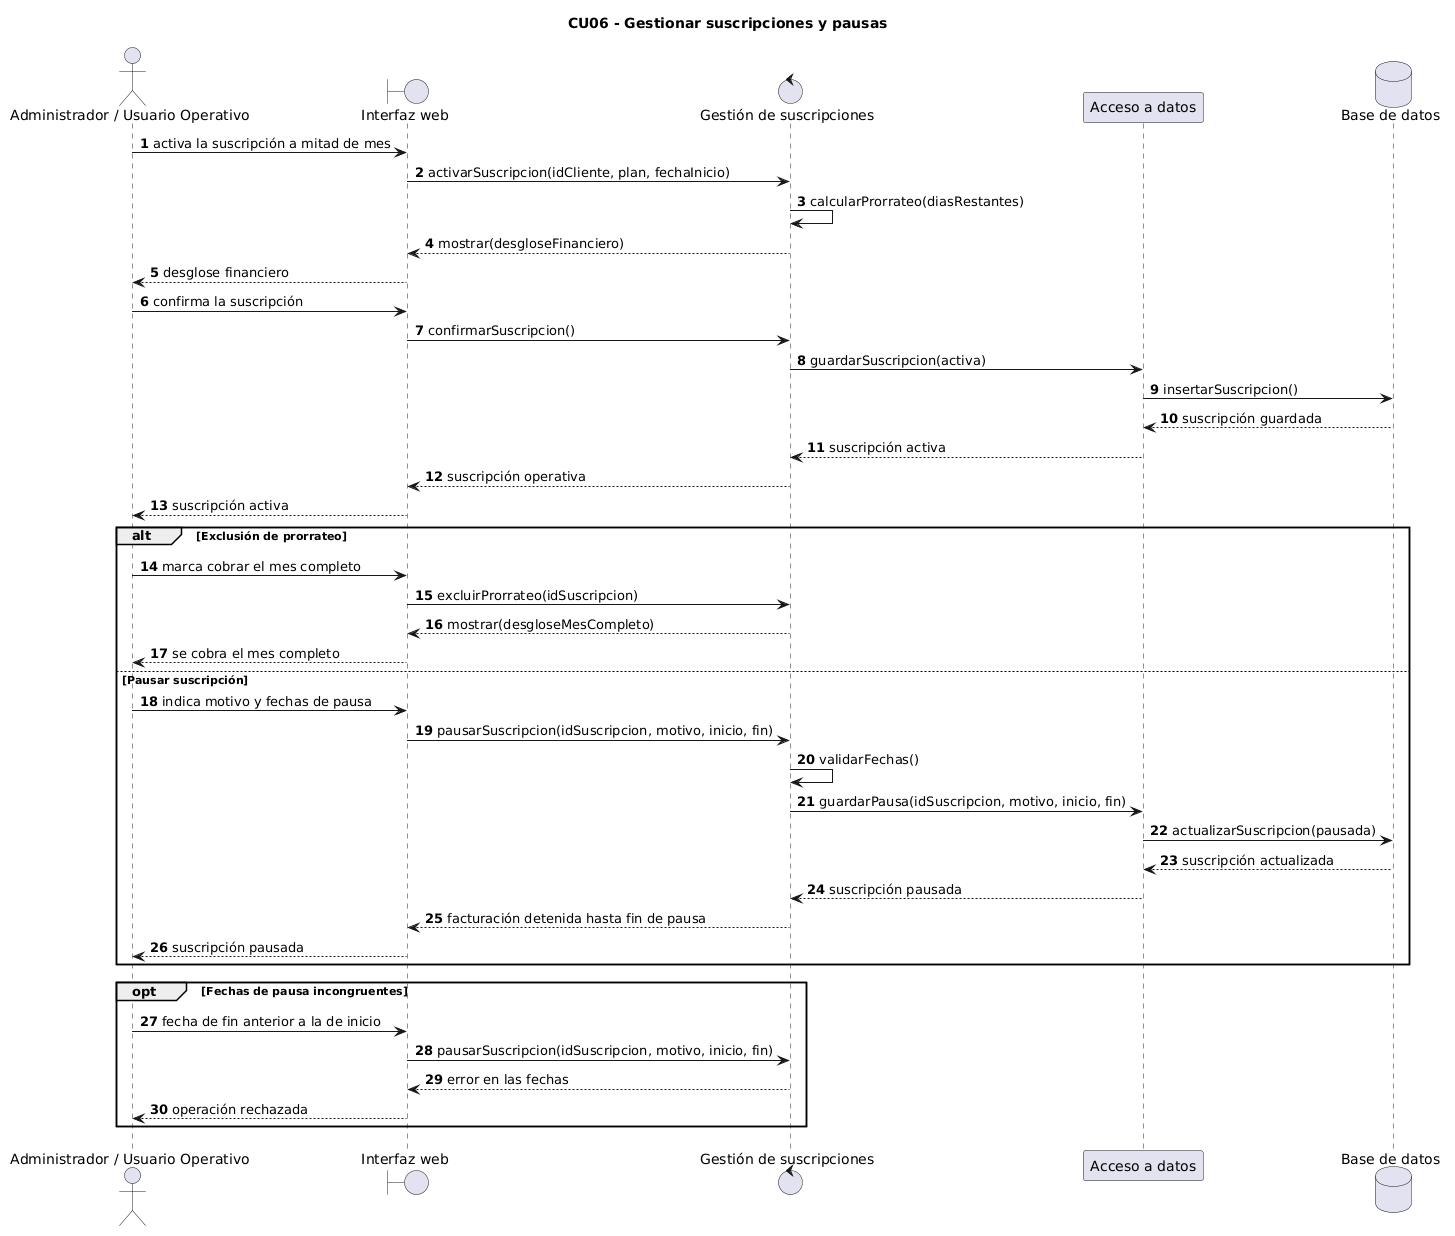 CU06 - Gestionar suscripciones y pausas
Administrador / Usuario Operativo
Interfaz web
Gestión de suscripciones
Acceso a datos
Base de datos
1 activa la suscripción a mitad de mes
2 activarSuscripcion(idCliente, plan, fechaInicio)
3 calcularProrrateo(diasRestantes)
4 mostrar(desgloseFinanciero)
5 desglose financiero
6 confirma la suscripción
7 confirmarSuscripcion()
8 guardarSuscripcion(activa)
9 insertarSuscripcion()
10 suscripción guardada
11 suscripción activa
12 suscripción operativa
13 suscripción activa
alt [Exclusión de prorrateo]
14 marca cobrar el mes completo
15 excluirProrrateo(idSuscripcion)
16 mostrar(desgloseMesCompleto)
17 se cobra el mes completo
[Pausar suscripción]
18 indica motivo y fechas de pausa
19 pausarSuscripcion(idSuscripcion, motivo, inicio, fin)
20 validarFechas()
21 guardarPausa(idSuscripcion, motivo, inicio, fin)
22 actualizarSuscripcion(pausada)
23 suscripción actualizada
24 suscripción pausada
25 facturación detenida hasta fin de pausa
26 suscripción pausada
opt [Fechas de pausa incongruentes]
27 fecha de fin anterior a la de inicio
28 pausarSuscripcion(idSuscripcion, motivo, inicio, fin)
29 error en las fechas
30 operación rechazada
Administrador / Usuario Operativo
Interfaz web
Gestión de suscripciones
Acceso a datos
Base de datos